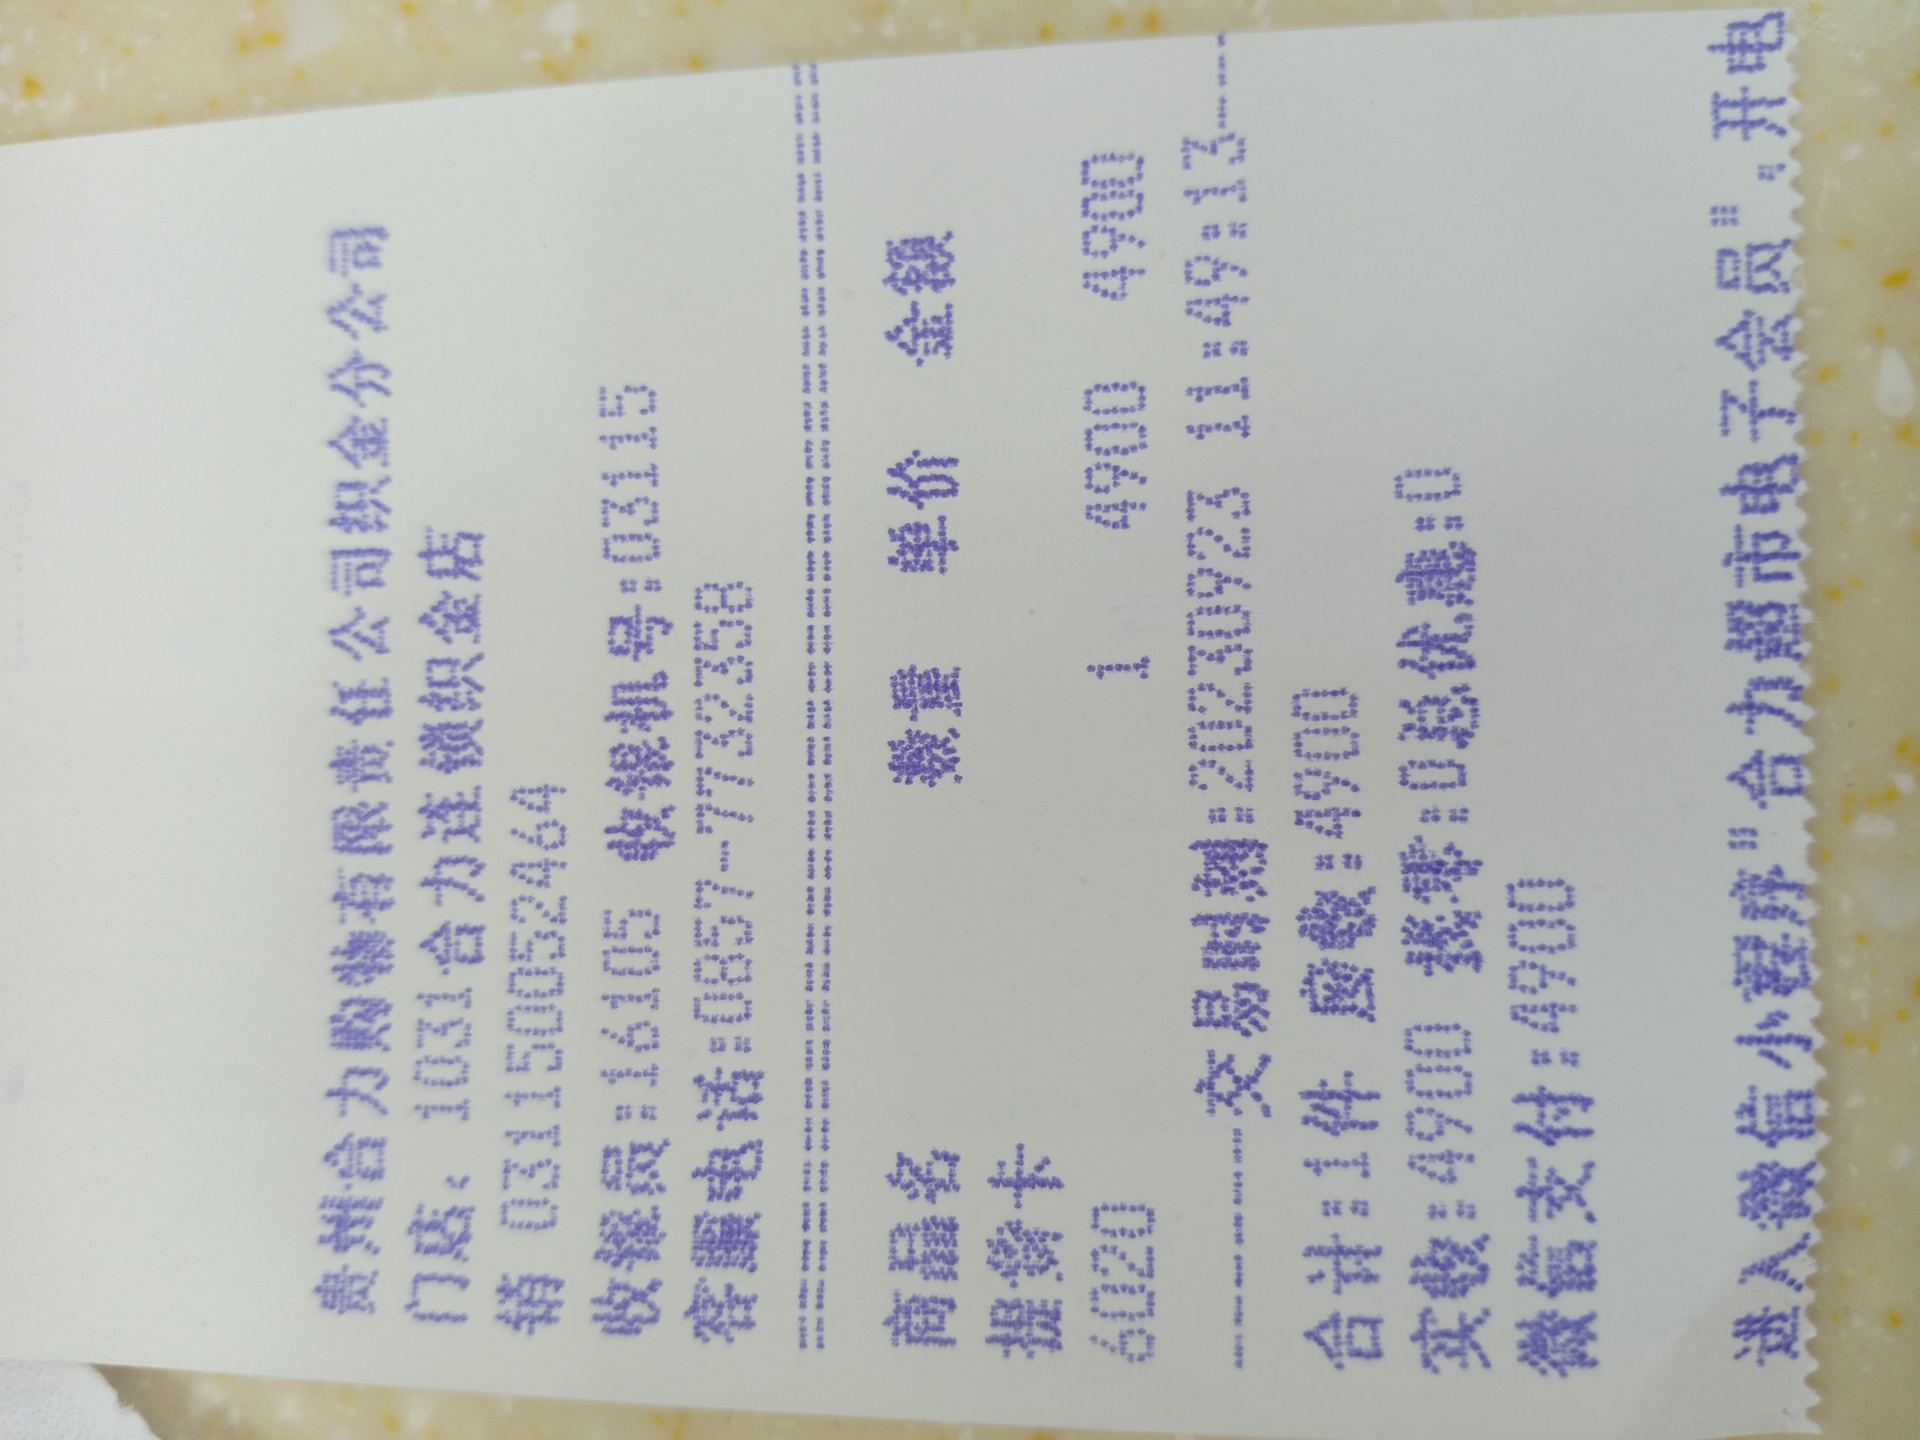 贵州合力购物有限责任公司织金分公司
门店、 1031合力连锁织金店
销 031150052464
收银员:16105 收银机号:03115
客服电话:0857-7732358
商品名 数量 单价 金额
提货卡
6020 1 4900 4900
交易时间:20230923 11:49:13
合计:1件 应收:4900
实收:4900 找零:0总优惠:0
微信支付:4900
进入微信小程序"合力超市电子会员",开电